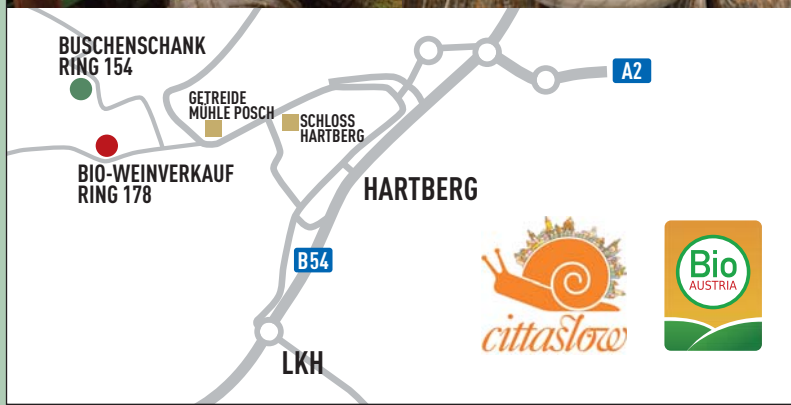 BUSCHENSCHANK
RING 154
A2
GETREIDE
MÜHLE POSCH
SCHLOSS
HARTBERG
BIO-WEINVERKAUF
RING 178
HARTBERG
B54
cittaslow
Bio
AUSTRIA
LKH